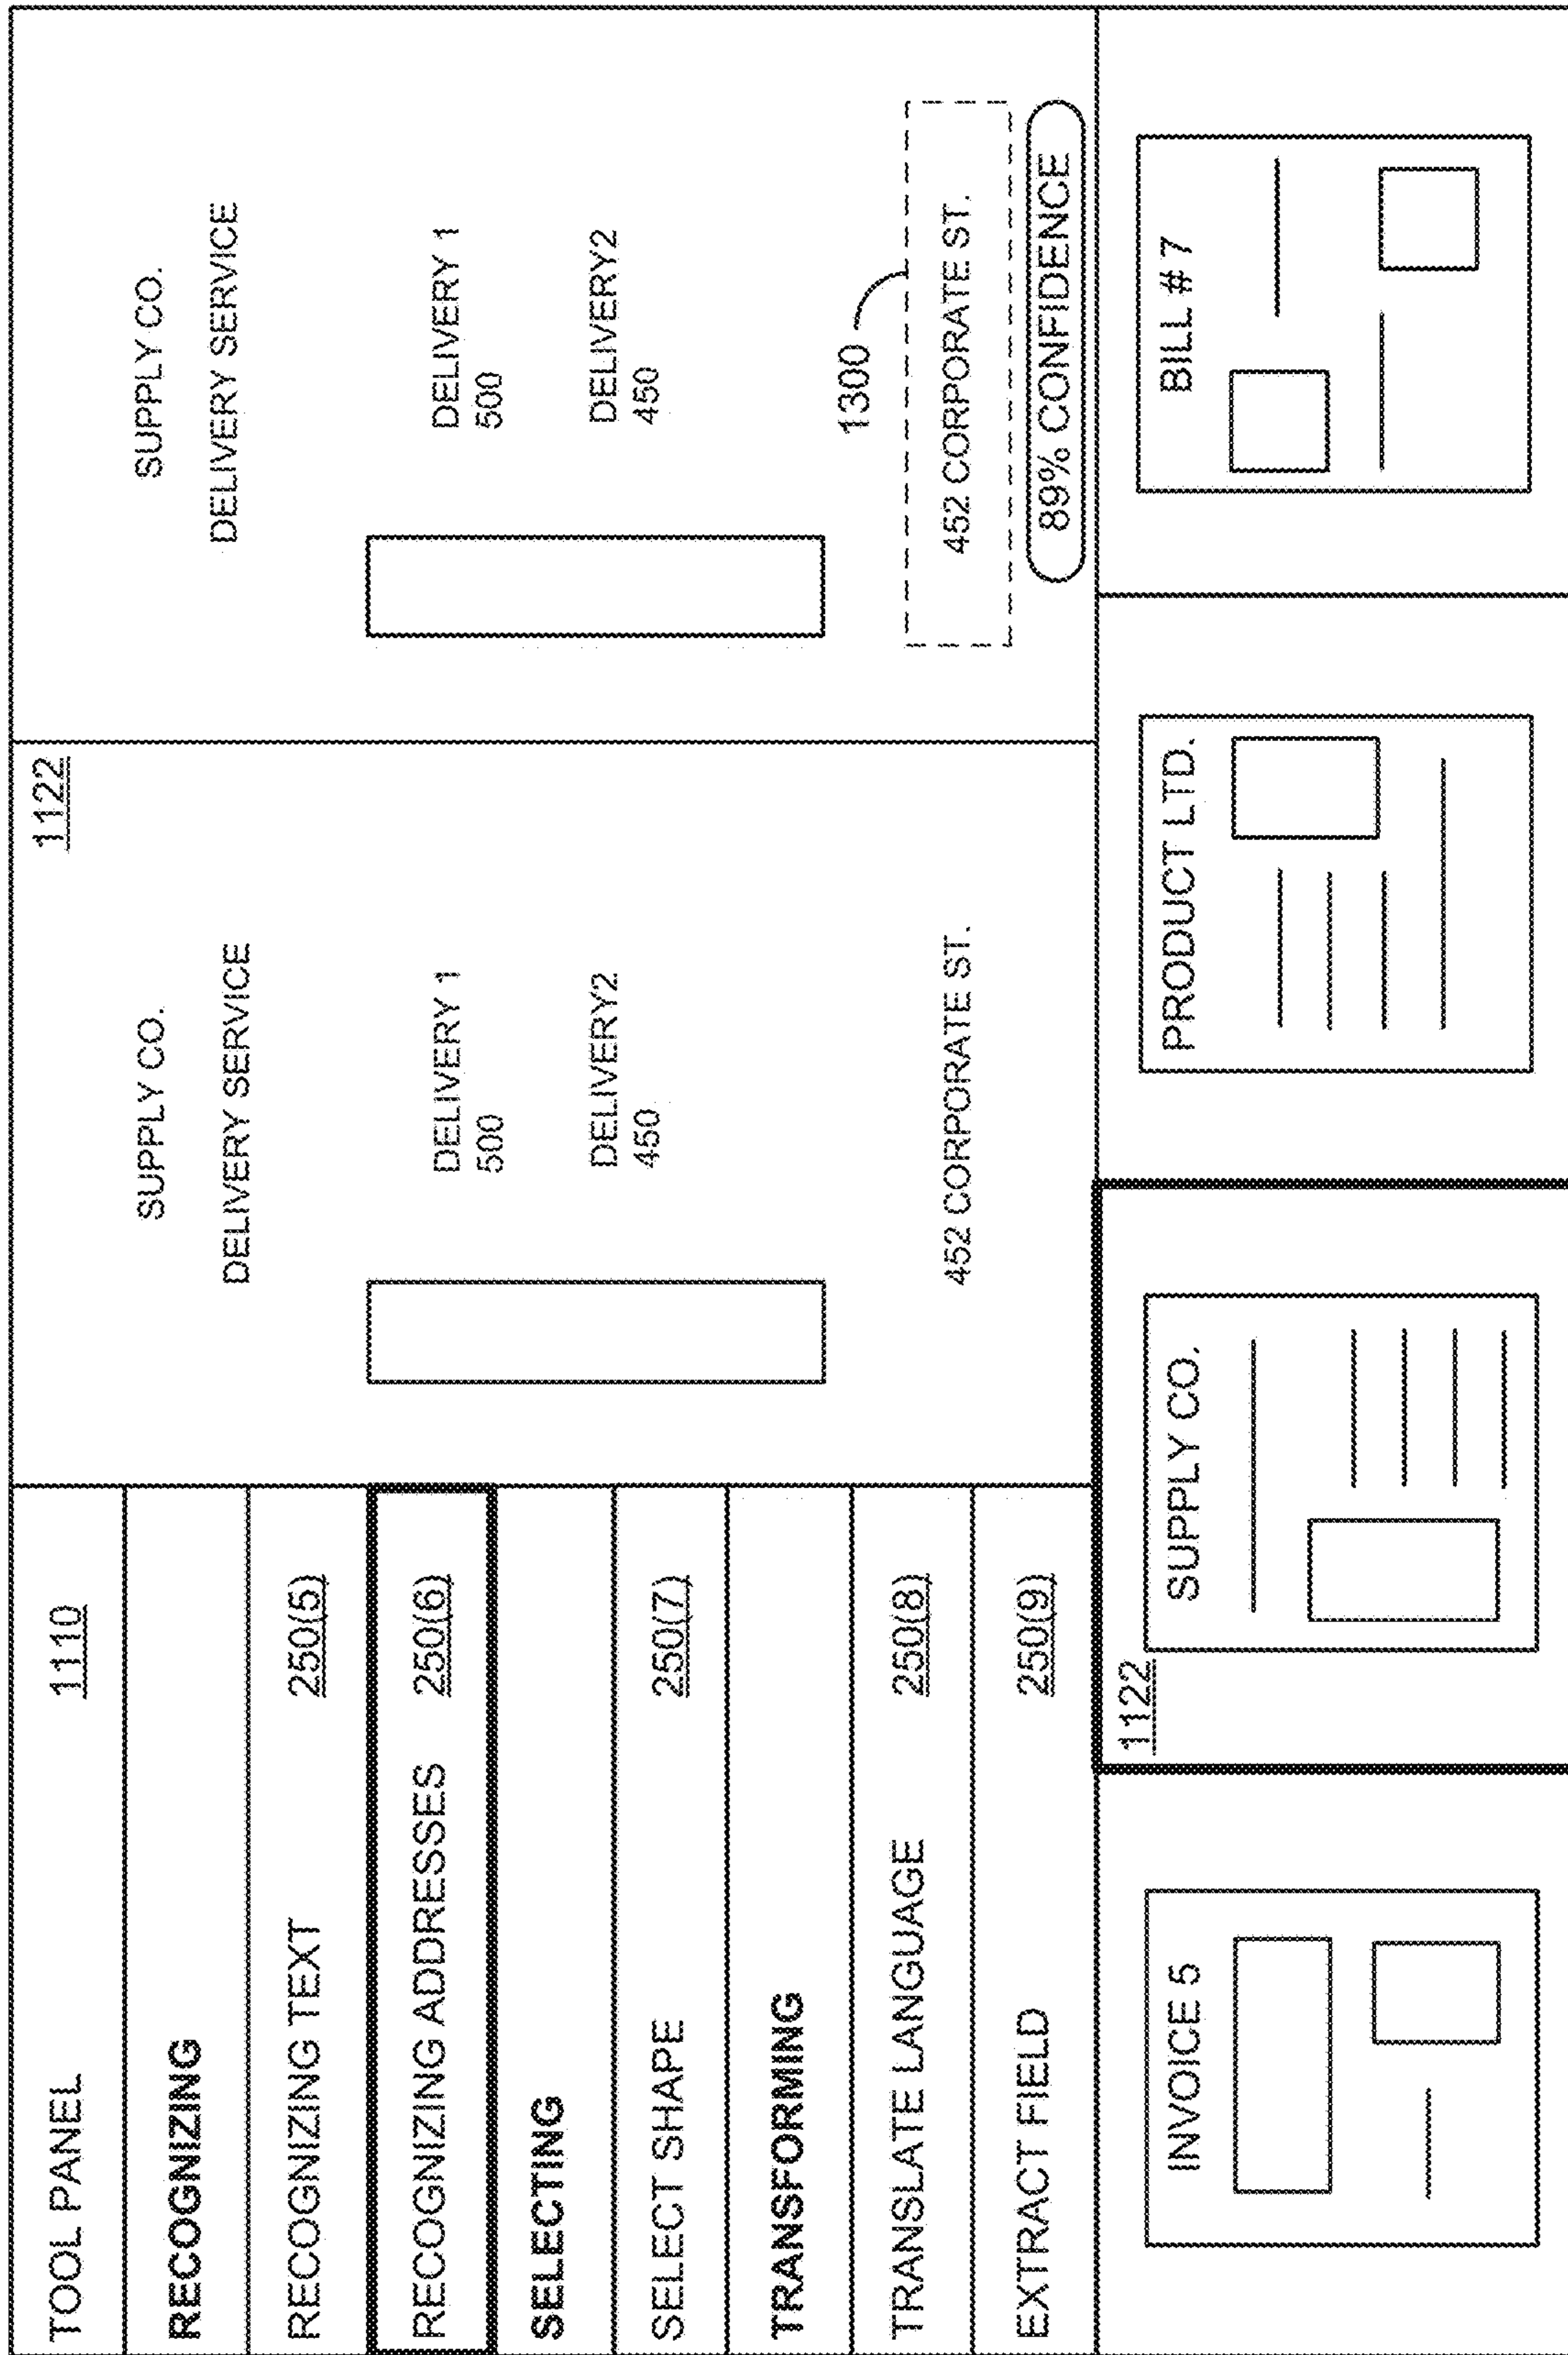 TOOL PANEL 1110
RECOGNIZING
RECOGNIZING TEXT 250(5)
RECOGNIZING ADDRESSES 250(6)
SELECTING
SELECT SHAPE 250(7)
TRANSFORMING
TRANSLATE LANGUAGE 250(8)
EXTRACT FIELD 250(9)
1122
SUPPLY CO.
DELIVERY SERVICE
DELIVERY 1
500
DELIVERY2
450
452 CORPORATE ST.
SUPPLY CO.
DELIVERY SERVICE
DELIVERY 1
500
DELIVERY2
450
1300
452 CORPORATE ST.
89% CONFIDENCE
INVOICE 5
1122
SUPPLY CO.
PRODUCT LTD.
BILL # 7